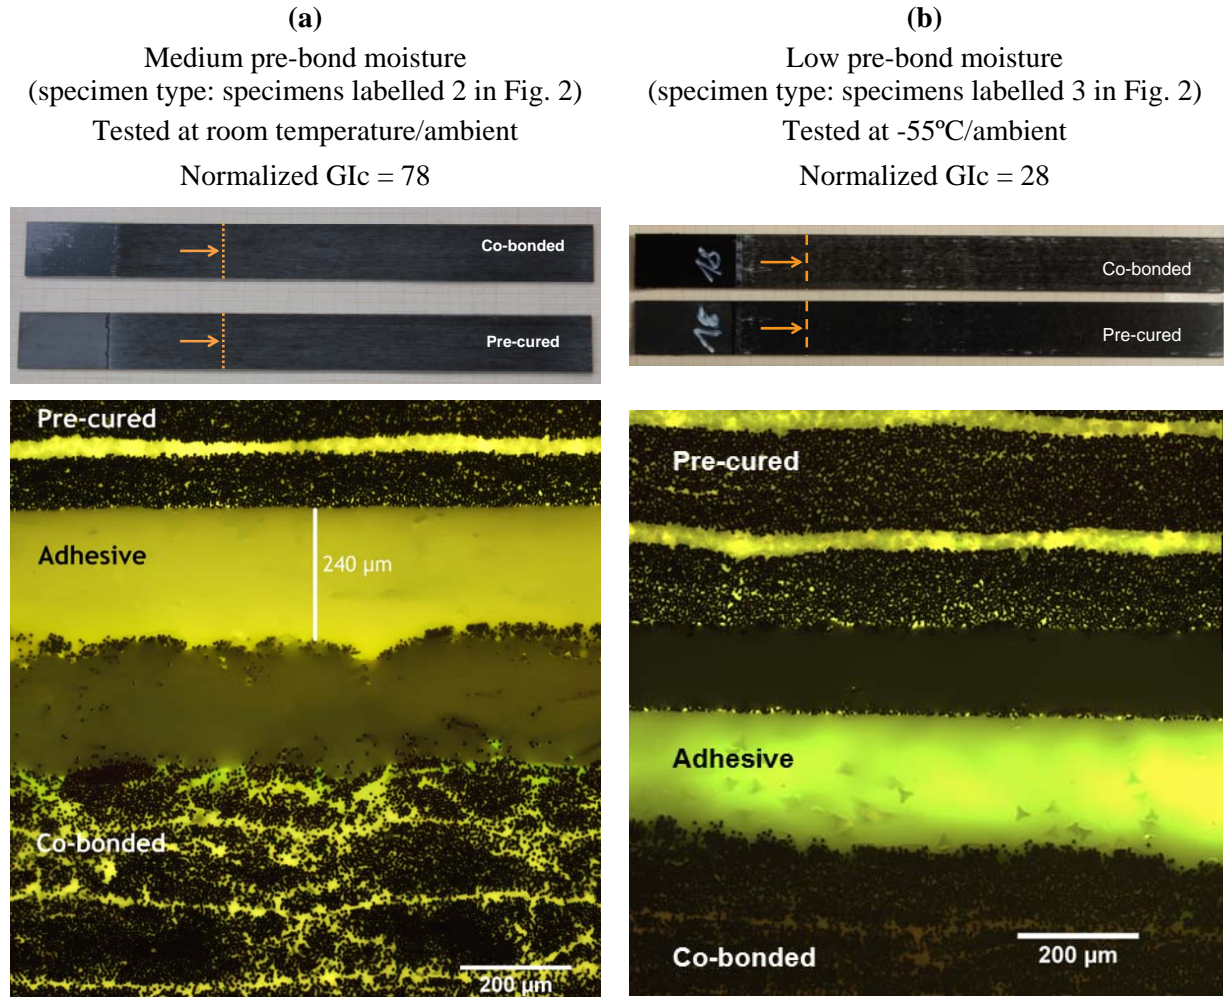 (a)
Medium pre-bond moisture
(specimen type: specimens labelled 2 in Fig. 2)
Tested at room temperature/ambient
Normalized GIc = 78
Co-bonded
Pre-cured
Pre-cured
Adhesive
240 µm
Co-bonded
200 µm
(b)
Low pre-bond moisture
(specimen type: specimens labelled 3 in Fig. 2)
Tested at -55ºC/ambient
Normalized GIc = 28
Co-bonded
Pre-cured
Pre-cured
Adhesive
200 µm
Co-bonded